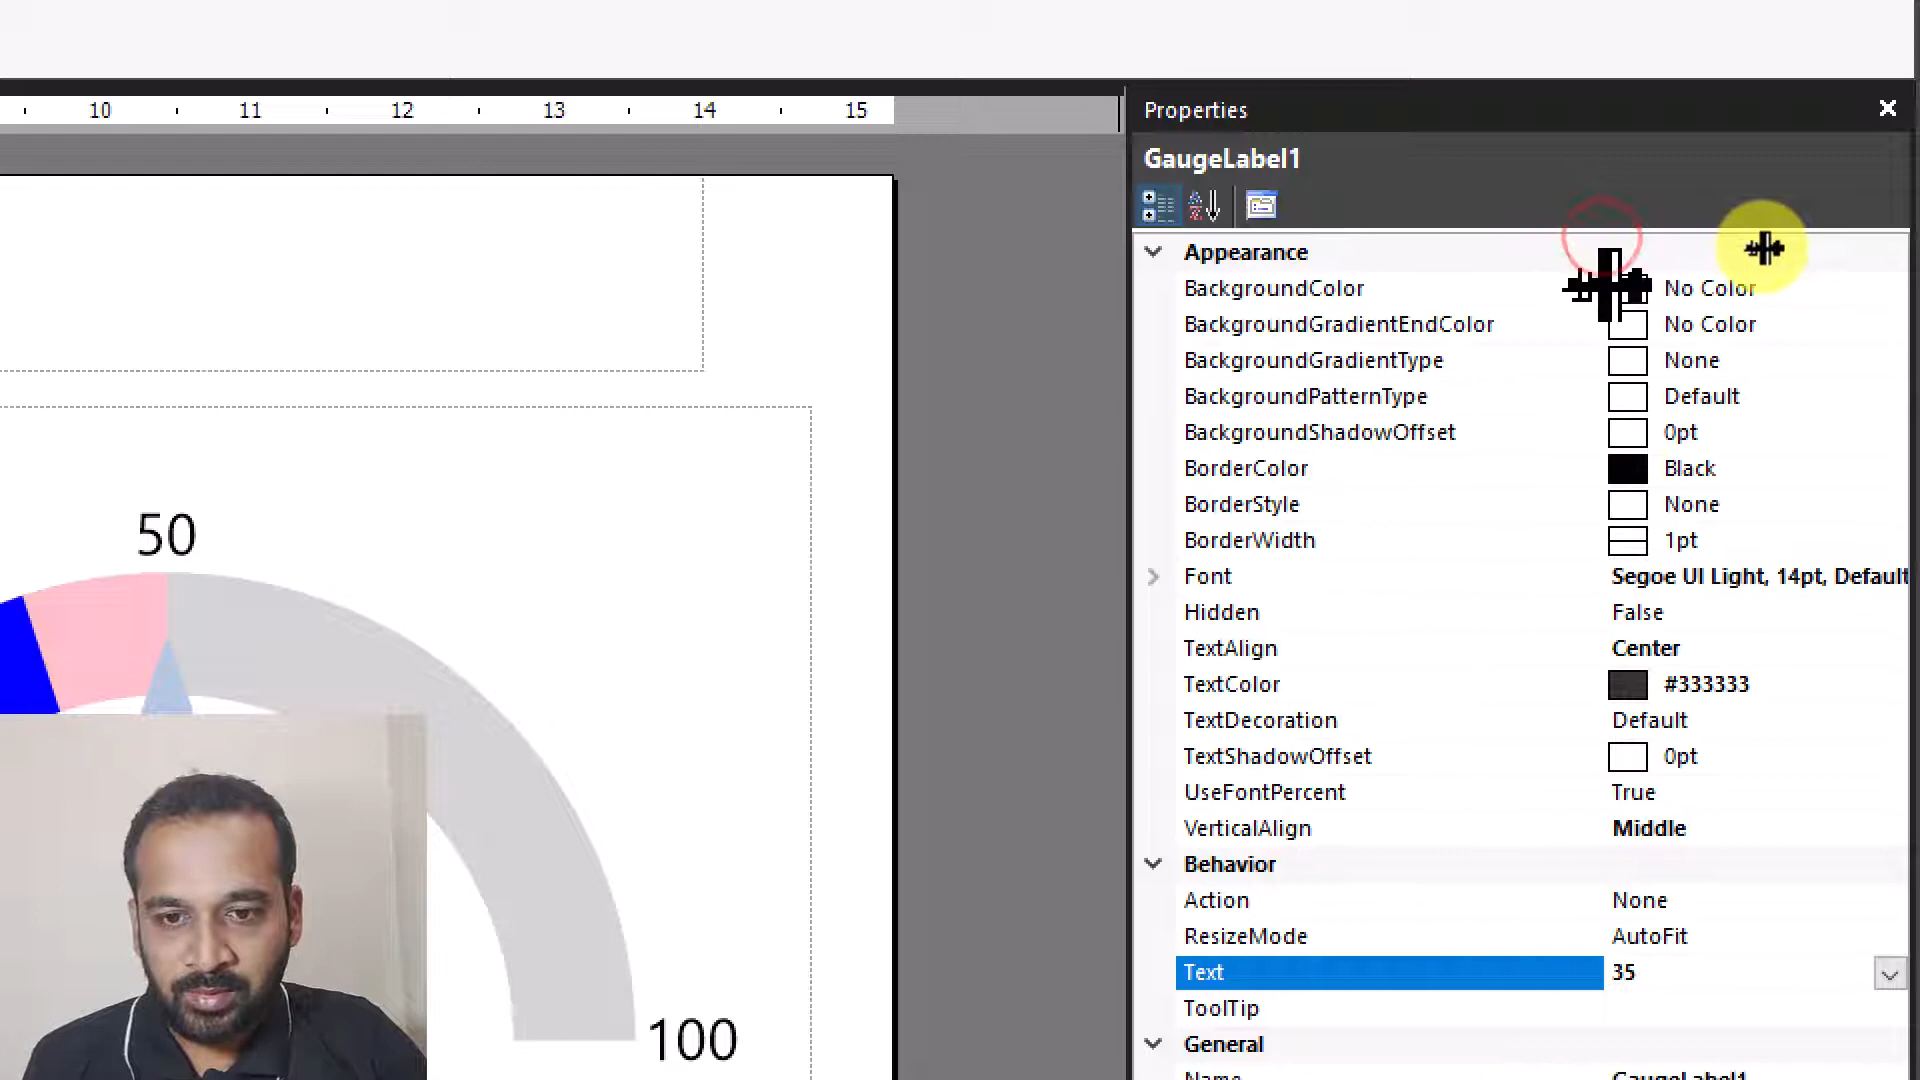 10 11 12 13 14 15
50
100
Properties
GaugeLabel1
Appearance
BackgroundColor No Color
BackgroundGradientEndColor No Color
BackgroundGradientType None
BackgroundPatternType Default
BackgroundShadowOffset 0pt
BorderColor Black
BorderStyle None
BorderWidth 1pt
Font Segoe UI Light, 14pt, Default
Hidden False
TextAlign Center
TextColor #333333
TextDecoration Default
TextShadowOffset 0pt
UseFontPercent True
VerticalAlign Middle
Behavior
Action None
ResizeMode AutoFit
Text 35
ToolTip
General
Name GaugeLabel1